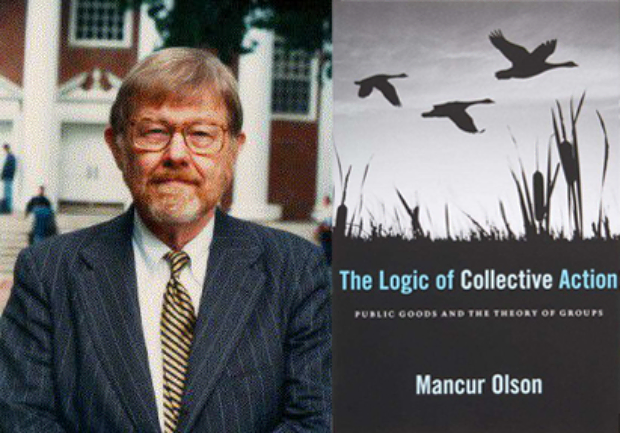 The Logic of Collective Action
PUBLIC GOODS AND THE THEORY OF GROUPS
Mancur Olson